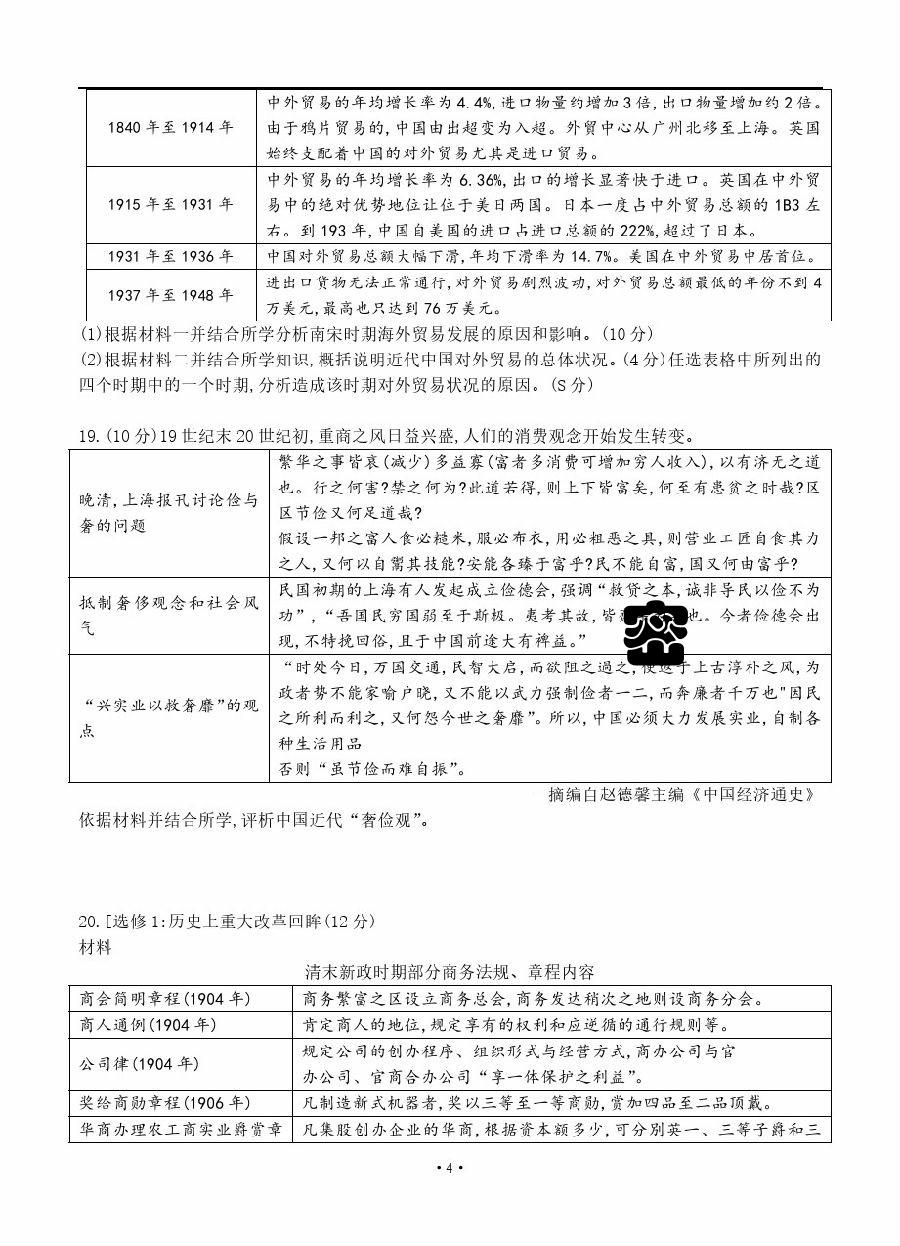 1840 年至 1914 年
中外贸易的年均增长率为 4.4%,进口物量约增加 3 倍,出口物量增加约 2 倍。
由于鸦片贸易的,中国由出超变为入超。外贸中心从广州北移至上海。英国
始终支配着中国的对外贸易尤其是进口贸易。
1915 年至 1931 年
中外贸易的年均增长率为 6.36%,出口的增长显著快于进口。英国在中外贸
易中的绝对优势地位让位于美日两国。日本一度占中外贸易总额的 1B3 左
右。到 193 年,中国自美国的进口占进口总额的 222%,超过了日本。
1931 年至 1936 年
中国对外贸易总额大幅下滑,年均下滑率为 14.7%。美国在中外贸易中居首位。
1937 年至 1948 年
进出口货物无法正常通行,对外贸易剧烈波动,对外贸易总额最低的年份不到 4
万美元,最高也只达到 76 万美元。
(1)根据材料一并结合所学分析南宋时期海外贸易发展的原因和影响。(10 分)
(2)根据材料二并结合所学知识,概括说明近代中国对外贸易的总体状况。(4 分)任选表格中所列出的
四个时期中的一个时期,分析造成该时期对外贸易状况的原因。(S 分)
19.(10 分)19 世纪末 20 世纪初,重商之风日益兴盛,人们的消费观念开始发生转变。
晚清,上海报刊讨论俭与
奢的问题
繁华之事皆哀(减少)多益寡(富者多消费可增加穷人收入),以有济无之道
也。行之何害?禁之何为?此道若得,则上下皆富矣,何至有患贫之时哉?区
区节俭又何足道哉?
假设一邦之富人食必糙米,服必布衣,用必粗恶之具,则营业工匠自食其力
之人,又何以自鬻其技能?安能各臻于富乎?民不能自富,国又何由富乎?
抵制奢侈观念和社会风
气
民国初期的上海有人发起成立俭德会,强调“救贷之本,诚非导民以俭不为
功”,“吾国民穷国弱至于斯极。夷考其故,皆 也。今者俭德会出
现,不特挽回俗,且于中国前途大有裨益。”
“兴实业以救奢靡”的观
点
“时处今日,万国交通,民智大启,而欲阻之遏之,使返于上古淳朴之风,为
政者势不能家喻户晓,又不能以武力强制俭者一二,而奔廉者千万也"因民
之所利而利之,又何怨今世之奢靡”。所以,中国必须大力发展实业,自制各
种生活用品
否则“虽节俭而难自振”。
摘编自赵德馨主编《中国经济通史》
依据材料并结合所学,评析中国近代“奢俭观”。
20.[选修 1:历史上重大改革回眸(12 分)
材料
清末新政时期部分商务法规、章程内容
商会简明章程(1904 年)
商务繁富之区设立商务总会,商务发达稍次之地则设商务分会。
商人通例(1904 年)
肯定商人的地位,规定享有的权利和应逆循的通行规则等。
公司律(1904 年)
规定公司的创办程序、组织形式与经营方式,商办公司与官
办公司、官商合办公司“享一体保护之利益”。
奖给商勋章程(1906 年)
凡制造新式机器者,奖以三等至一等商勋,赏加四品至二品顶戴。
华商办理农工商实业爵赏章
凡集股创办企业的华商,根据资本额多少,可分别英一、三等子爵和三
·4·